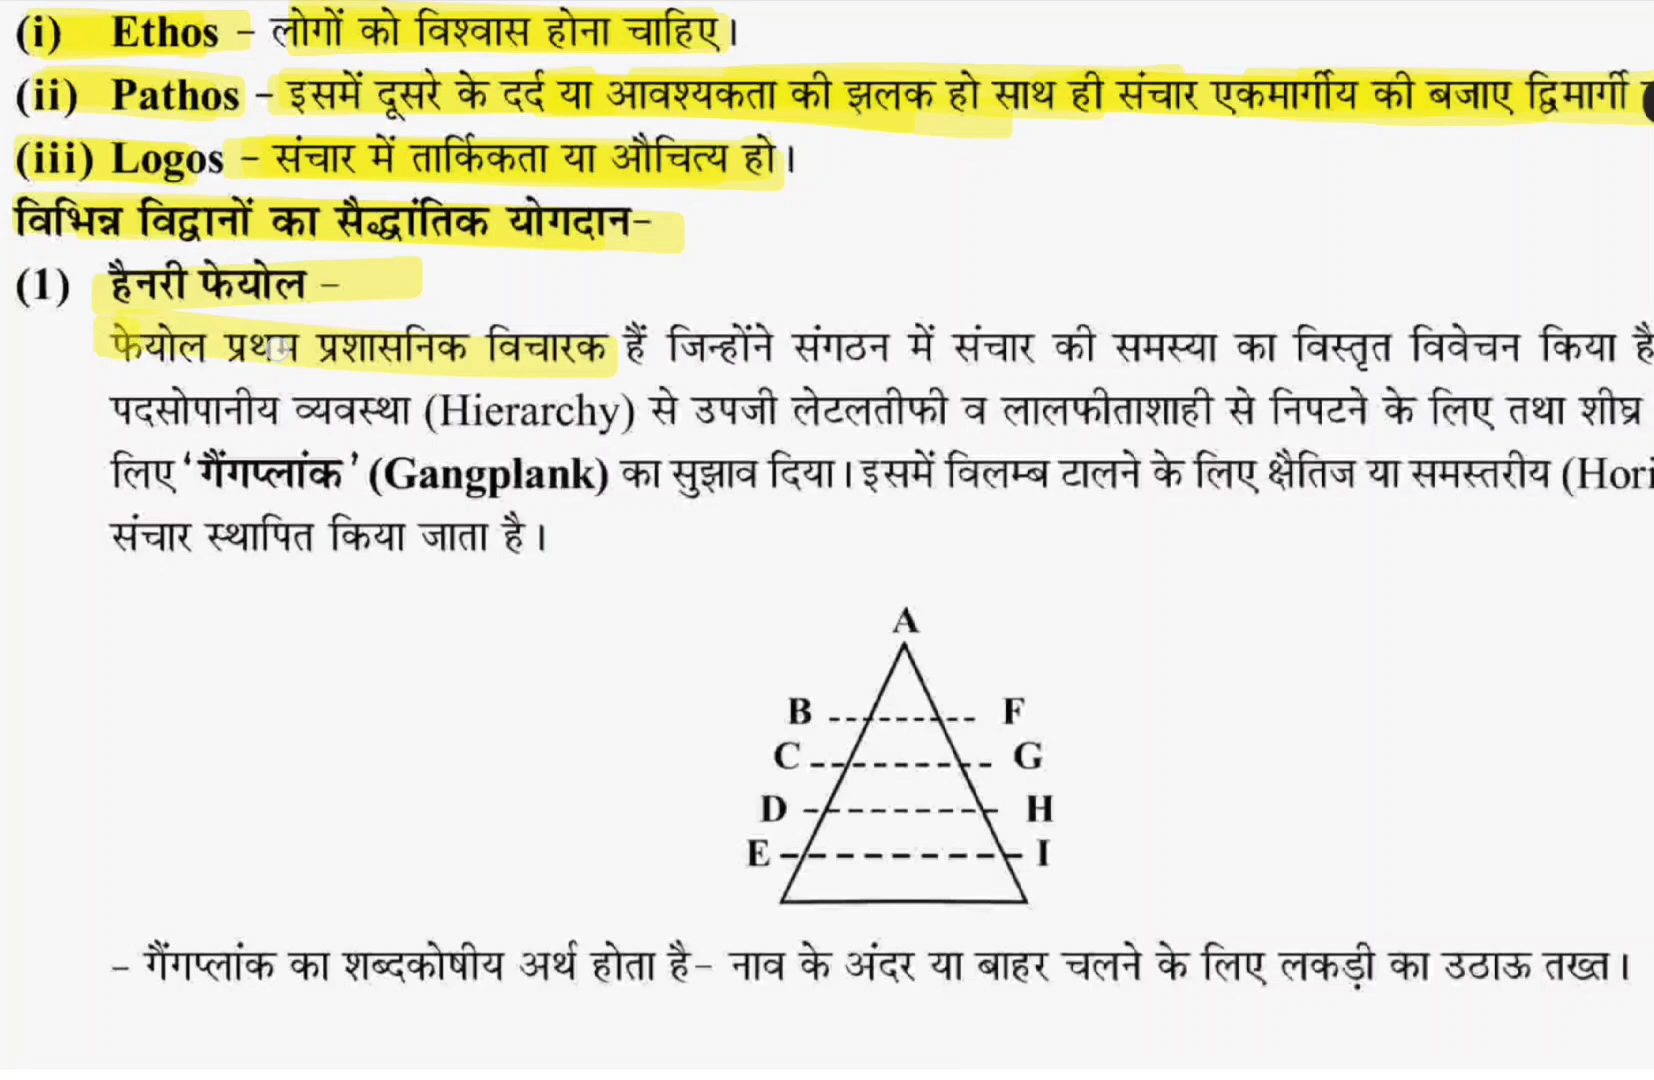 (i) Ethos - लोगों को विश्वास होना चाहिए।
(ii) Pathos - इसमें दूसरे के दर्द या आवश्यकता की झलक हो साथ ही संचार एकमार्गीय की बजाए द्विमार्गी
(iii) Logos - संचार में तार्किकता या औचित्य हो।
विभिन्न विद्वानों का सैद्धांतिक योगदान-
(1) हैनरी फेयोल -
फेयोल प्रथम प्रशासनिक विचारक हैं जिन्होंने संगठन में संचार की समस्या का विस्तृत विवेचन किया है
पदसोपानीय व्यवस्था (Hierarchy) से उपजी लेटलतीफी व लालफीताशाही से निपटने के लिए तथा शीघ्र
लिए 'गैंगप्लांक' (Gangplank) का सुझाव दिया। इसमें विलम्ब टालने के लिए क्षैतिज या समस्तरीय (Hori
संचार स्थापित किया जाता है।
A
B F
C G
D H
E I
- गैंगप्लांक का शब्दकोषीय अर्थ होता है- नाव के अंदर या बाहर चलने के लिए लकड़ी का उठाऊ तख्त।